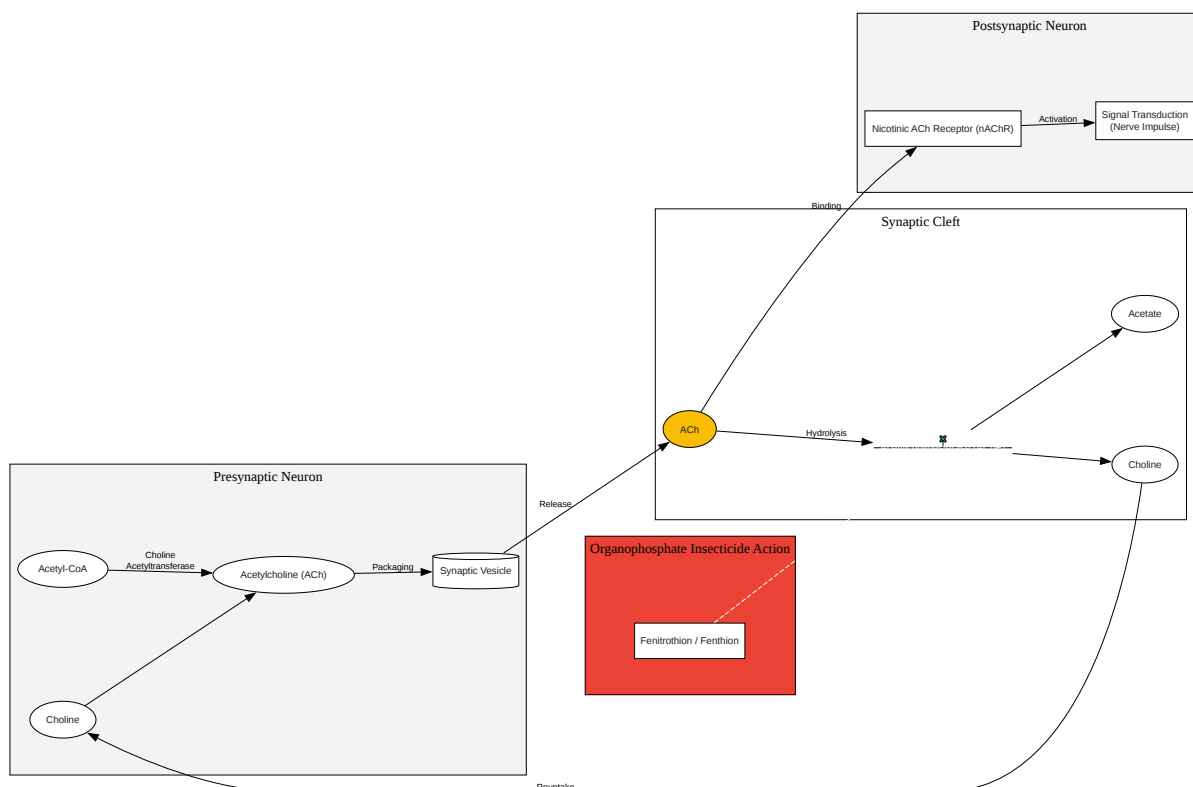 Postsynaptic Neuron
Nicotinic ACh Receptor (nAChR)
Activation
Signal Transduction
(Nerve Impulse)
Binding
Synaptic Cleft
Acetate
ACh
Hydrolysis
Choline
Presynaptic Neuron
Release
Organophosphate Insecticide Action
Acetyl-CoA
Choline
Acetyltransferase
Acetylcholine (ACh)
Packaging
Synaptic Vesicle
Fenitrothion / Fenthion
Choline